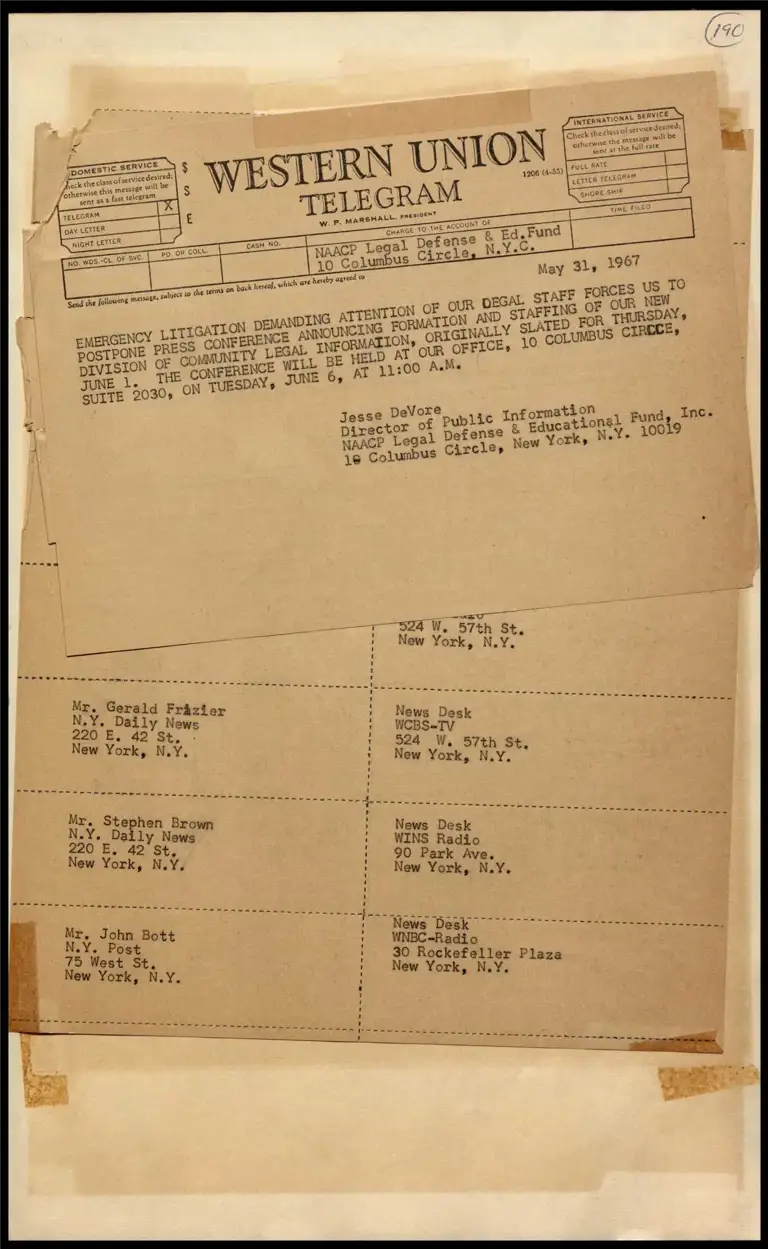 190
DOMESTIC SERVICE
Check the class of service desired;
otherwise this message will be
sent as a fast telegram
TELEGRAM X
DAY LETTER
NIGHT LETTER
$
S
E
WESTERN UNION
TELEGRAM
1206 (4-55)
W. P. MARSHALL, PRESIDENT
INTERNATIONAL SERVICE
Check the class of service desired;
otherwise the message will be
sent at the full rate
FULL RATE
LETTER TELEGRAM
SHORE-SHIP
NO. WDS.-CL. OF SVC.
PD. OR COLL.
CASH NO.
CHARGE TO THE ACCOUNT OF
TIME FILED
NAACP Legal Defense & Ed.Fund
10 Columbus Circle, N.Y.C.
Send the following message, subject to the terms on back hereof, which are hereby agreed to
May 31, 1967
EMERGENCY LITIGATION DEMANDING ATTENTION OF OUR DEGAL STAFF FORCES US TO
POSTPONE PRESS CONFERENCE ANNOUNCING FORMATION AND STAFFING OF OUR NEW
DIVISION OF COMMUNITY LEGAL INFORMATION, ORIGINALLY SLATED FOR THURSDAY,
JUNE 1. THE CONFERENCE WILL BE HELD AT OUR OFFICE, 10 COLUMBUS CIRCCE,
SUITE 2030, ON TUESDAY, JUNE 6, AT 11:00 A.M.
Jesse DeVore
Director of Public Information
NAACP Legal Defense & Educational Fund, Inc.
10 Columbus Circle, New York, N.Y. 10019
524 W. 57th St.
New York, N.Y.
Mr. Gerald Frazier
N.Y. Daily News
220 E. 42 St.
New York, N.Y.
News Desk
WCBS-TV
524 W. 57th St.
New York, N.Y.
Mr. Stephen Brown
N.Y. Daily News
220 E. 42 St.
New York, N.Y.
News Desk
WINS Radio
90 Park Ave.
New York, N.Y.
Mr. John Bott
N.Y. Post
75 West St.
New York, N.Y.
News Desk
WNBC-Radio
30 Rockefeller Plaza
New York, N.Y.